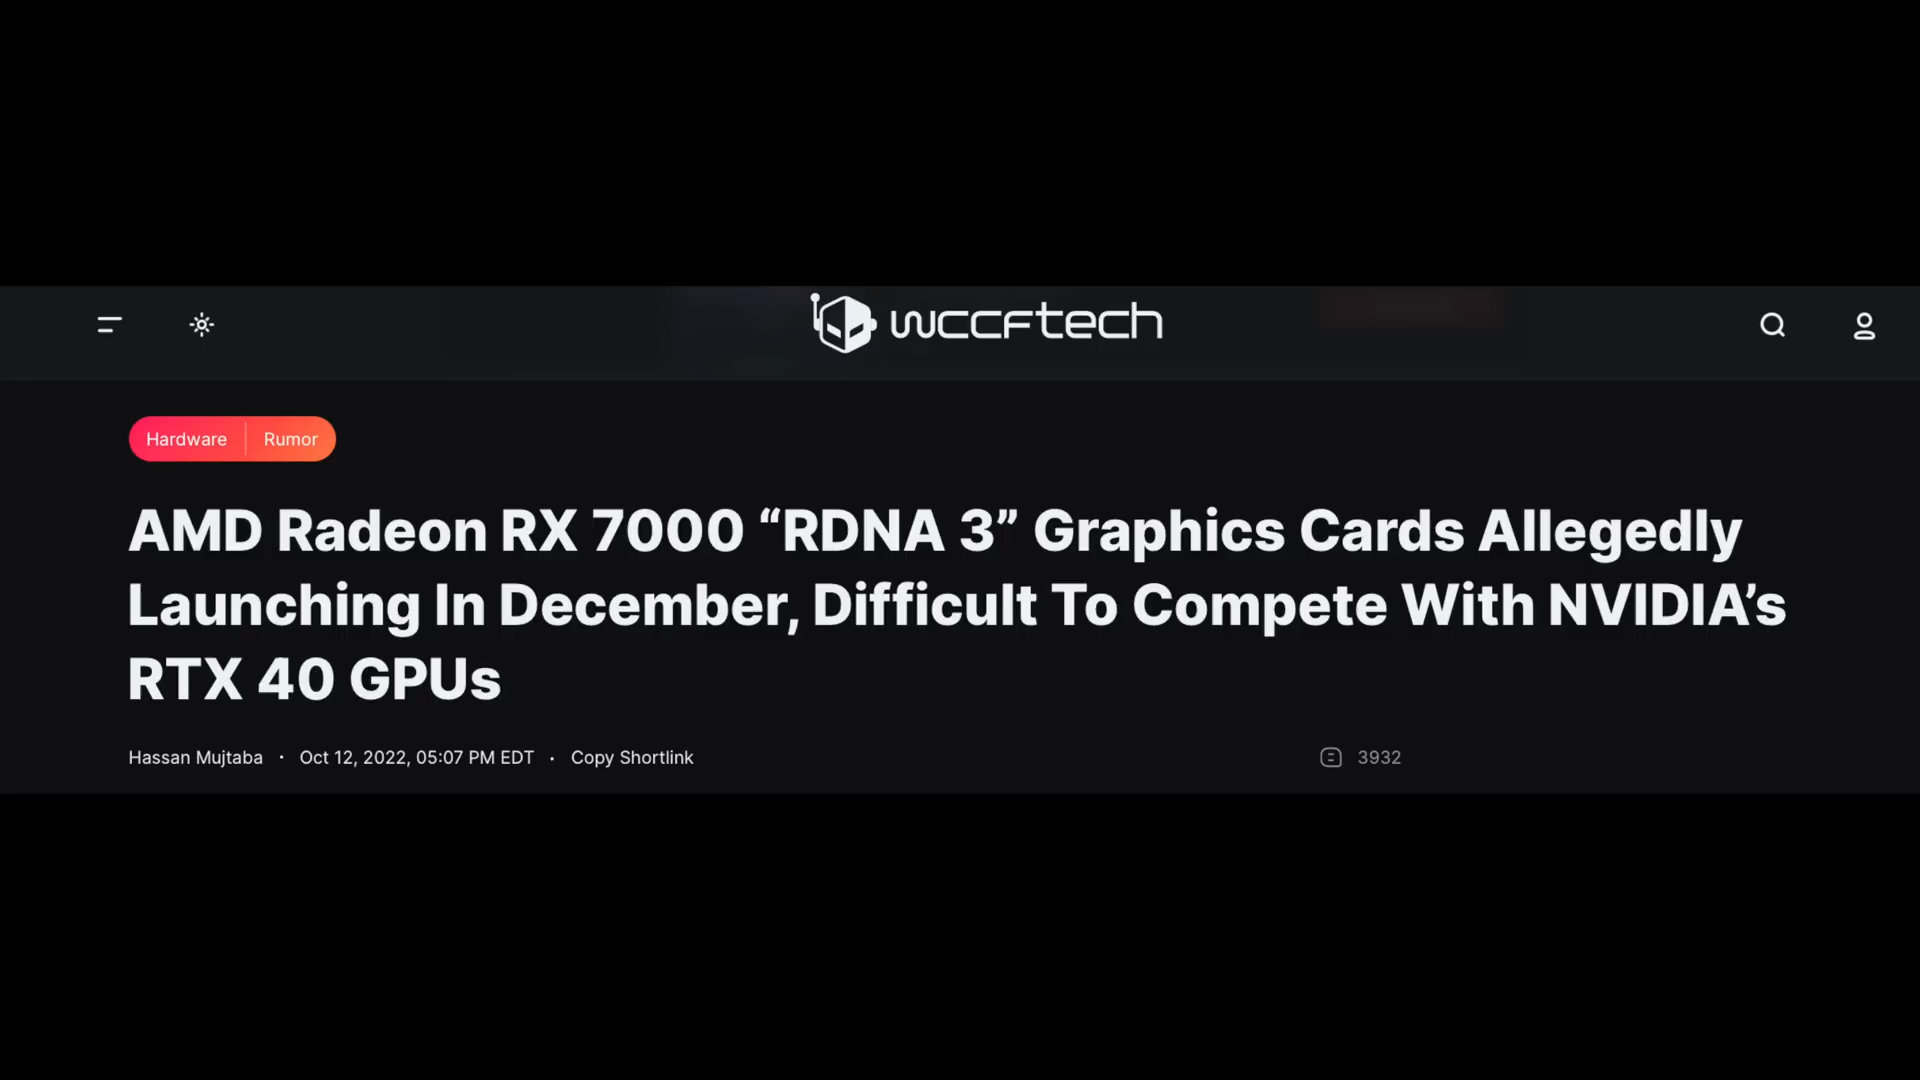 wccftech
Hardware Rumor
AMD Radeon RX 7000 “RDNA 3” Graphics Cards Allegedly
Launching In December, Difficult To Compete With NVIDIA’s
RTX 40 GPUs
Hassan Mujtaba · Oct 12, 2022, 05:07 PM EDT · Copy Shortlink 3932